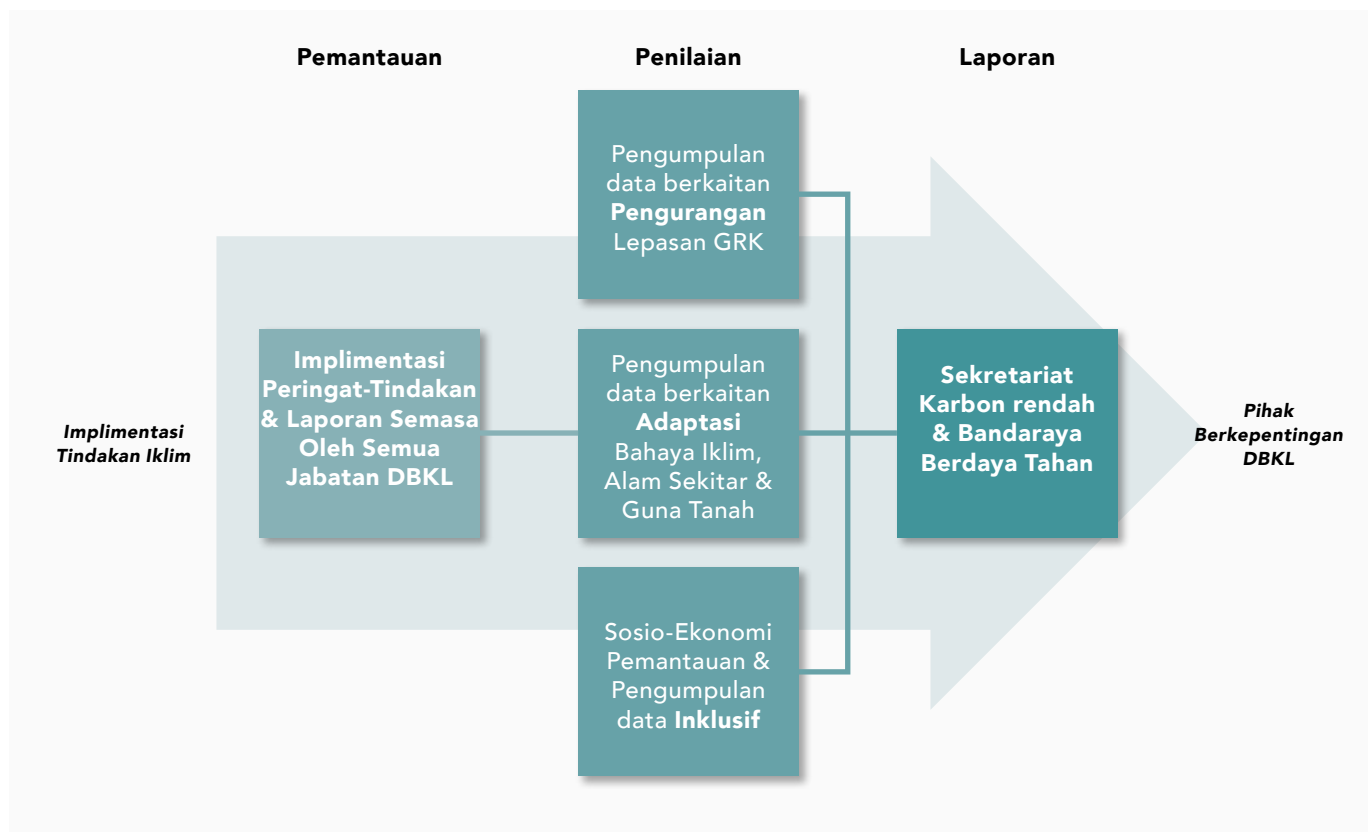 Pemantauan
Penilaian
Laporan
Pengumpulan
data berkaitan
Pengurangan
Lepasan GRK
Implimentasi
Tindakan Iklim
Implimentasi
Peringat-Tindakan
& Laporan Semasa
Oleh Semua
Jabatan DBKL
Pengumpulan
data berkaitan
Adaptasi
Bahaya Iklim,
Alam Sekitar &
Guna Tanah
Sosio-Ekonomi
Pemantauan &
Pengumpulan
data Inklusif
Sekretariat
Karbon rendah
& Bandaraya
Berdaya Tahan
Pihak
Berkepentingan
DBKL